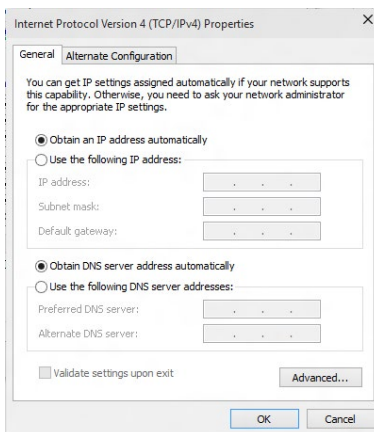 Internet Protocol Version 4 (TCP/IPv4) Properties
General
Alternate Configuration
You can get IP settings assigned automatically if your network supports
this capability. Otherwise, you need to ask your network administrator
for the appropriate IP settings.
Obtain an IP address automatically
Use the following IP address:
IP address:
Subnet mask:
Default gateway:
Obtain DNS server address automatically
Use the following DNS server addresses:
Preferred DNS server:
Alternate DNS server:
Validate settings upon exit
Advanced...
OK
Cancel